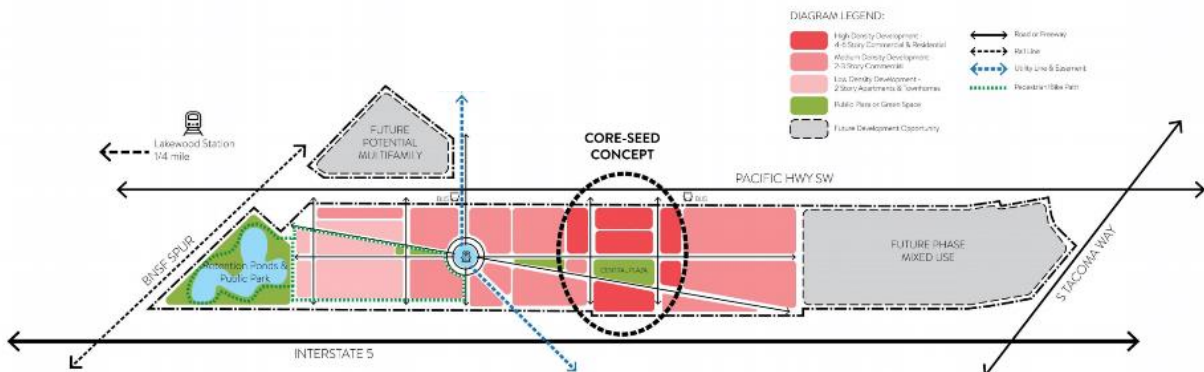 DIAGRAM LEGEND:
High-Density Development -
4-6 Story Commercial & Residential
Medium Density Development -
2-3 Story Commercial
Low Density Development -
2 Story Apartments & Townhomes
Public Plaza or Green Space
Future Development Opportunity
Road or Freeway
Rail Line
Utility Line & Easement
Pedestrian/Bike Path
Lakewood Station
1/4 mile
FUTURE
POTENTIAL
MULTIFAMILY
CORE-SEED
CONCEPT
PACIFIC HWY SW
BUS
BUS
BNSF SPUR
Retention Ponds &
Public Park
CENTRAL PLAZA
FUTURE PHASE
MIXED USE
S TACOMA WAY
INTERSTATE 5